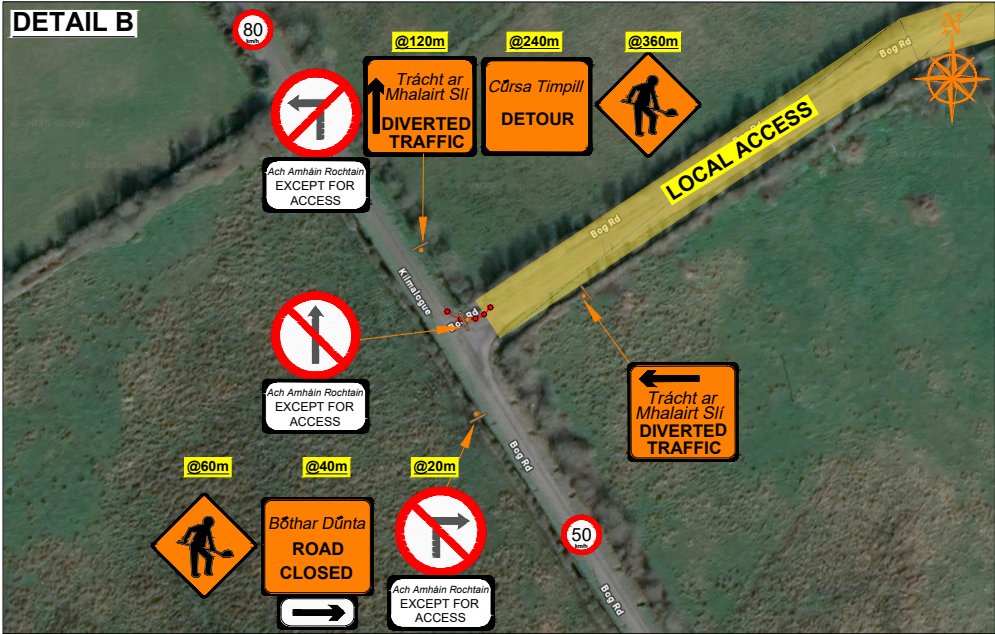 DETAIL B
80
km/h
@120m
@240m
@360m
N
Bog Rd
Trácht ar
Mhalairt Slí
DIVERTED
TRAFFIC
Cúrsa Timpill
DETOUR
Ach Amháin Rochtain
EXCEPT FOR
ACCESS
LOCAL ACCESS
Bog Rd
Bog Rd
Kilmalogue
Bog Rd
Ach Amháin Rochtain
EXCEPT FOR
ACCESS
Trácht ar
Mhalairt Slí
DIVERTED
TRAFFIC
@60m
@40m
@20m
Bog Rd
Bóthar Dúnta
ROAD
CLOSED
50
km/h
Ach Amháin Rochtain
EXCEPT FOR
ACCESS
Bog Rd